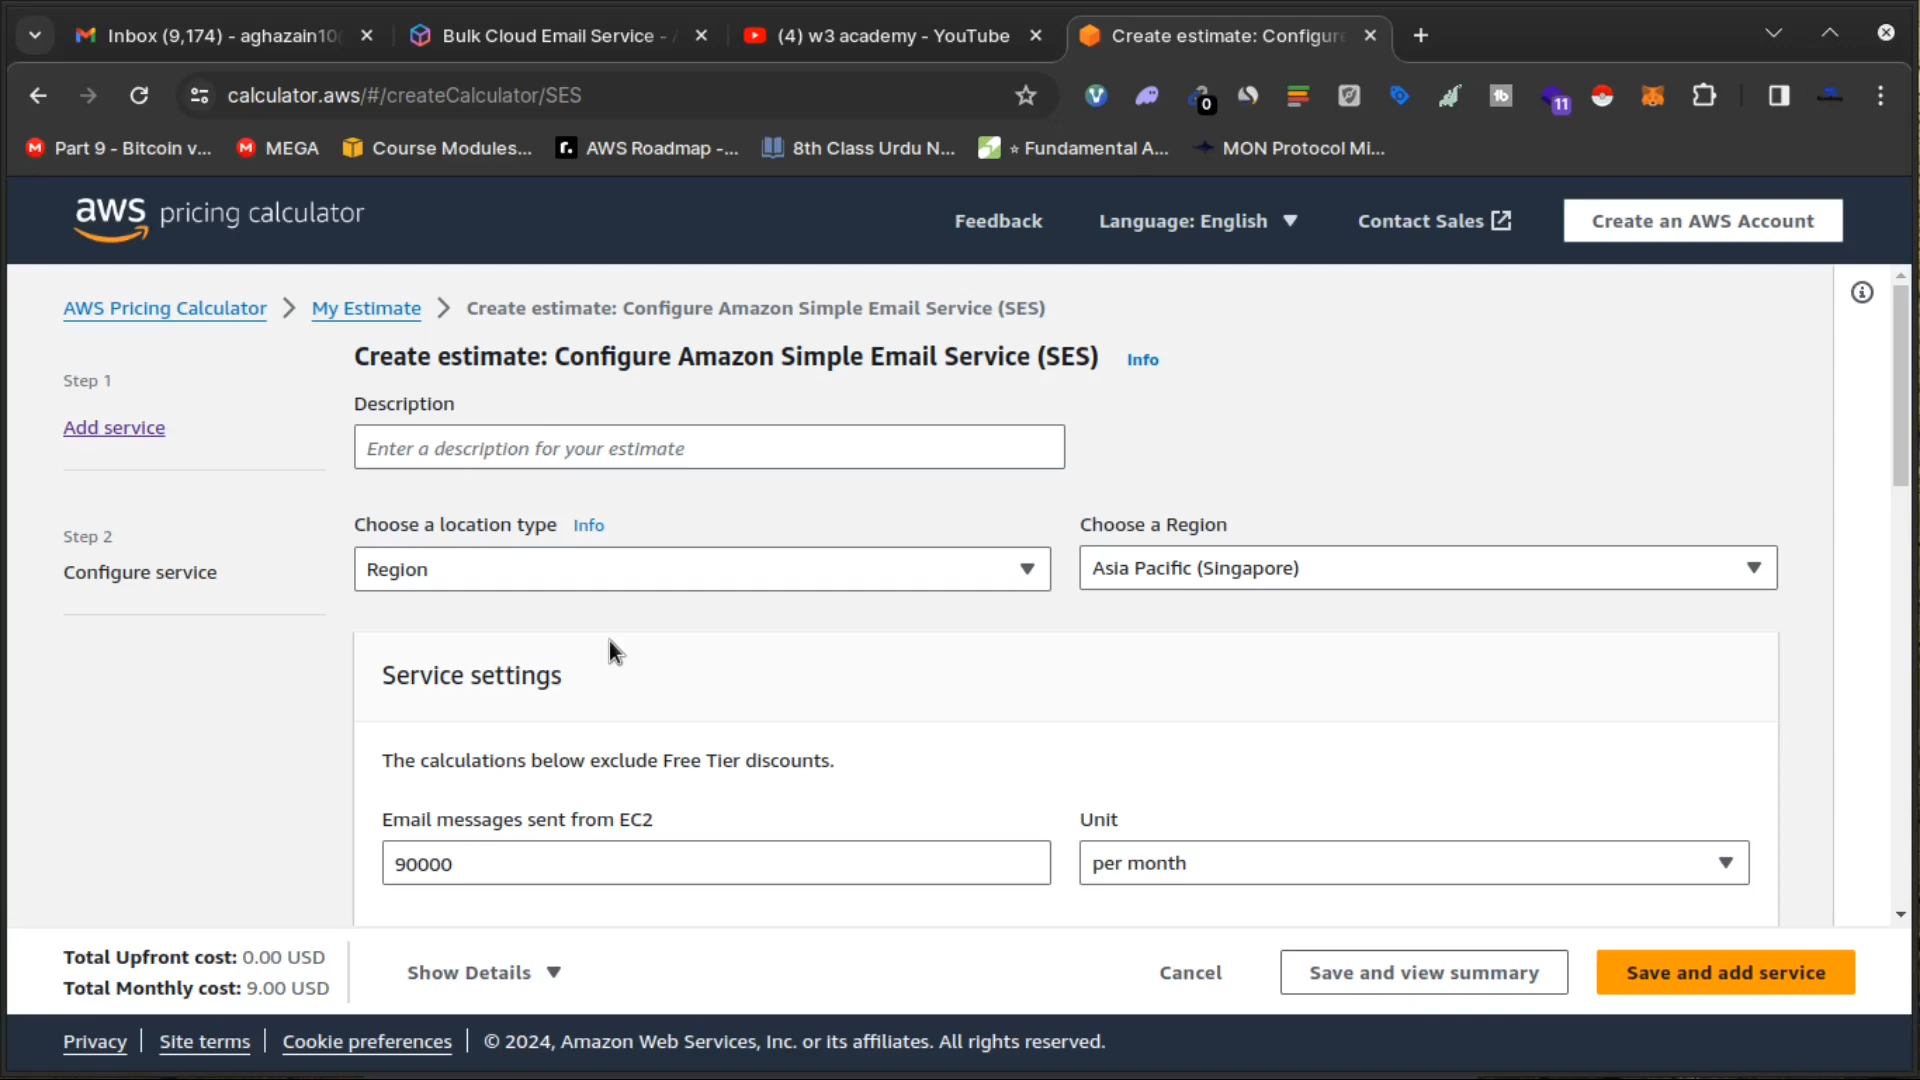 Inbox (9,174) - aghazain10
Bulk Cloud Email Service -
(4) w3 academy - YouTube
Create estimate: Configure
calculator.aws/#/createCalculator/SES
0
11
Part 9 - Bitcoin v...
MEGA
Course Modules...
AWS Roadmap -...
8th Class Urdu N...
⭐ Fundamental A...
MON Protocol Mi...
aws pricing calculator
Feedback
Language: English
Contact Sales
Create an AWS Account
AWS Pricing Calculator
My Estimate
Create estimate: Configure Amazon Simple Email Service (SES)
Create estimate: Configure Amazon Simple Email Service (SES)
Info
Step 1
Add service
Description
Enter a description for your estimate
Step 2
Configure service
Choose a location type
Info
Region
Choose a Region
Asia Pacific (Singapore)
Service settings
The calculations below exclude Free Tier discounts.
Email messages sent from EC2
90000
Unit
per month
Total Upfront cost: 0.00 USD
Total Monthly cost: 9.00 USD
Show Details
Cancel
Save and view summary
Save and add service
Privacy
Site terms
Cookie preferences
© 2024, Amazon Web Services, Inc. or its affiliates. All rights reserved.